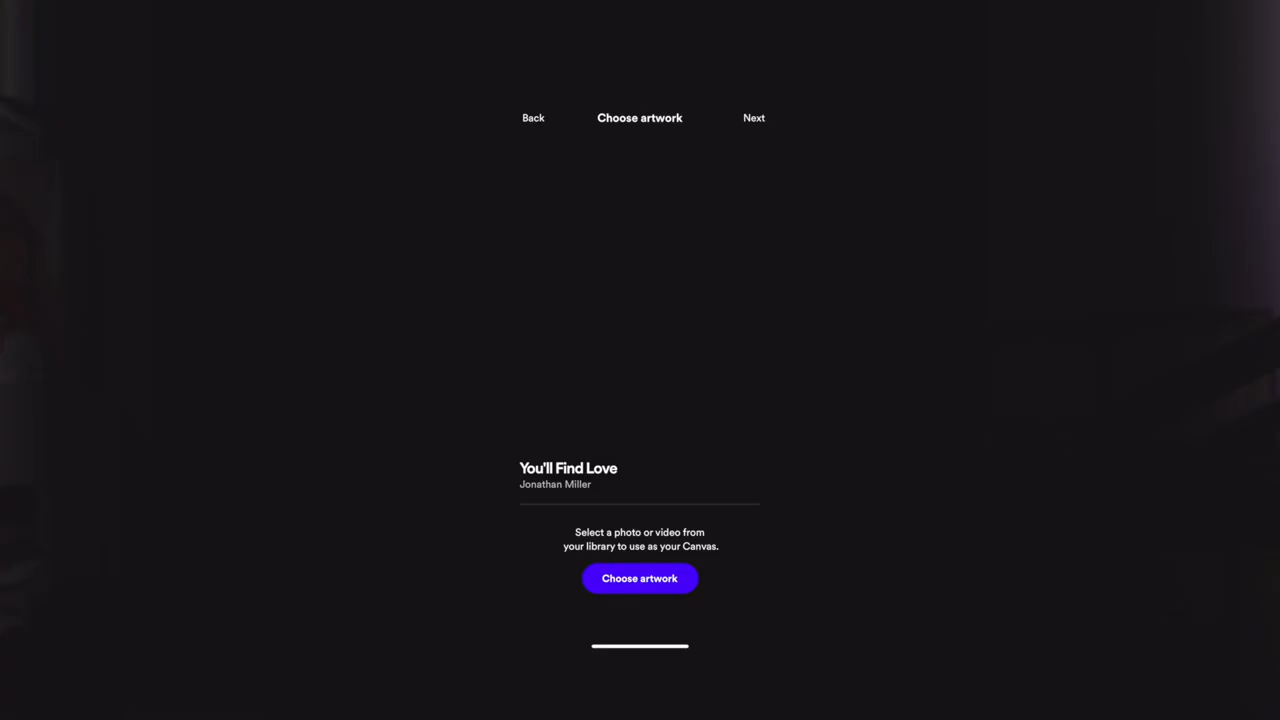 Back
Choose artwork
Next
You'll Find Love
Jonathan Miller
Select a photo or video from
your library to use as your Canvas.
Choose artwork